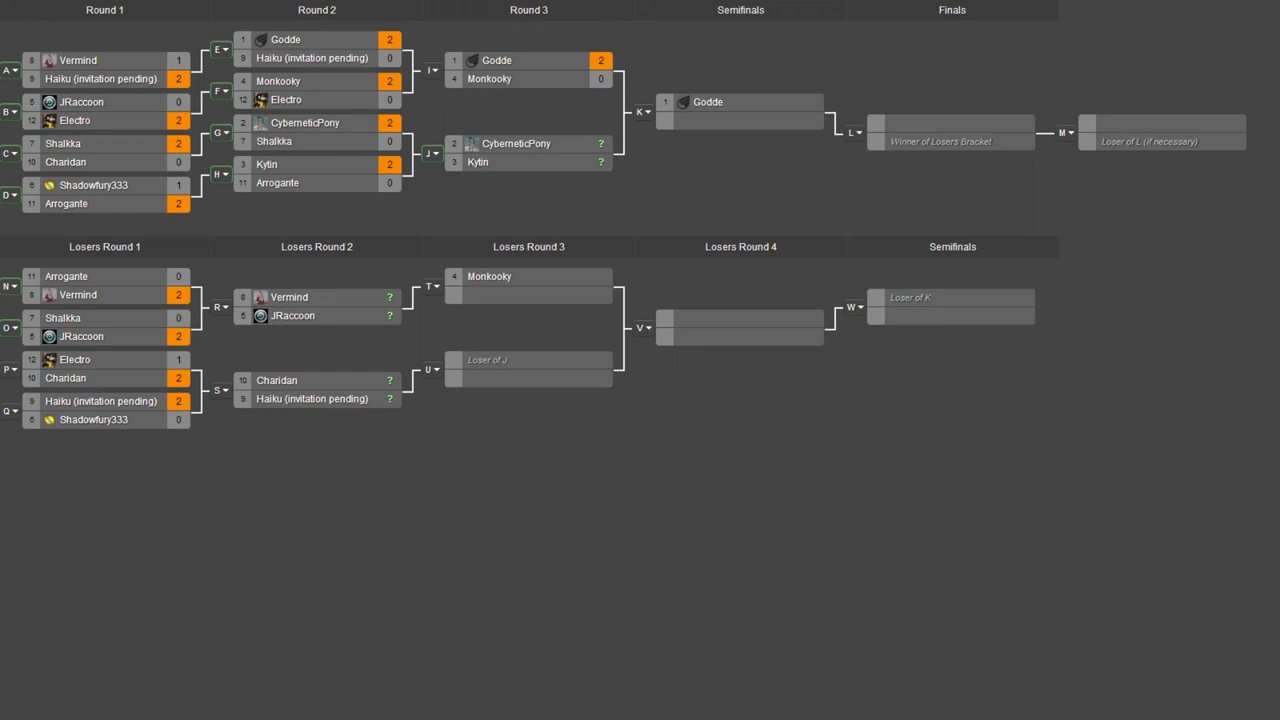 Round 1
Round 2
Round 3
Semifinals
Finals
A
8 Vermind 1
9 Haiku (invitation pending) 2
B
5 JRaccoon 0
12 Electro 2
C
7 Shalkka 2
10 Charidan 0
D
6 Shadowfury333 1
11 Arrogante 2
E
1 Godde 2
9 Haiku (invitation pending) 0
F
4 Monkooky 2
12 Electro 0
G
2 CyberneticPony 2
7 Shalkka 0
H
3 Kytin 2
11 Arrogante 0
I
1 Godde 2
4 Monkooky 0
J
2 CyberneticPony ?
3 Kytin ?
K
1 Godde
L
Winner of Losers Bracket
M
Loser of L (if necessary)
Losers Round 1
Losers Round 2
Losers Round 3
Losers Round 4
Semifinals
N
11 Arrogante 0
8 Vermind 2
O
7 Shalkka 0
5 JRaccoon 2
P
12 Electro 1
10 Charidan 2
Q
9 Haiku (invitation pending) 2
6 Shadowfury333 0
R
8 Vermind ?
5 JRaccoon ?
S
10 Charidan ?
9 Haiku (invitation pending) ?
T
4 Monkooky
U
Loser of J
V
W
Loser of K